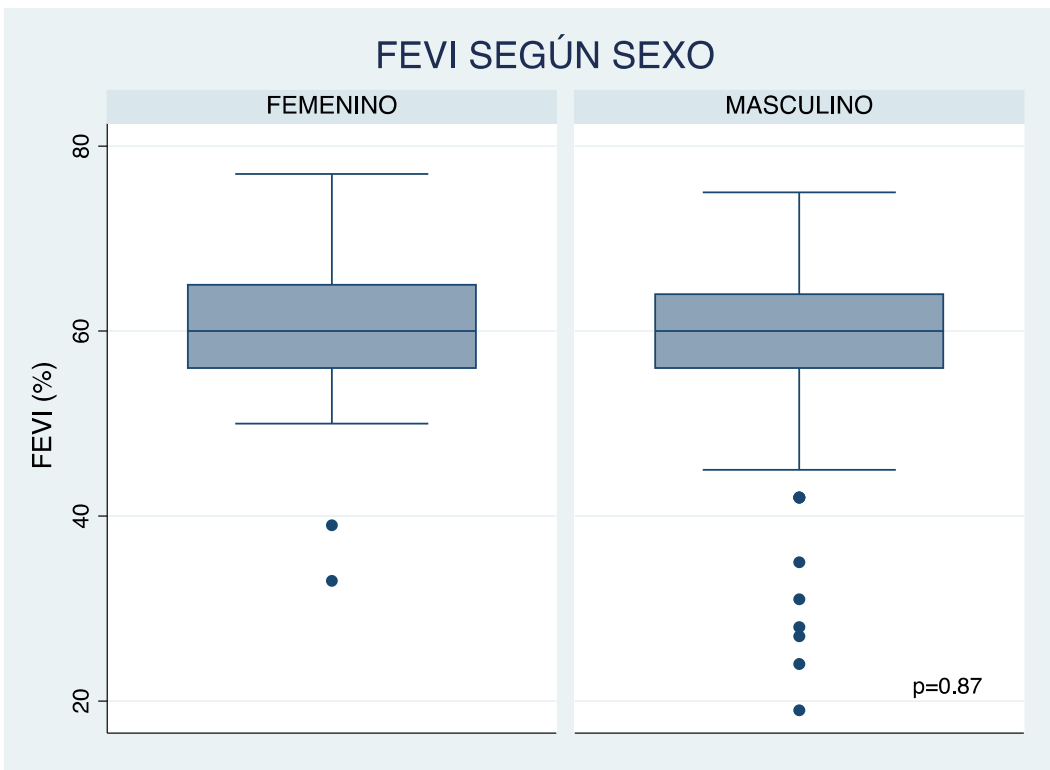 FEVI SEGÚN SEXO
FEMENINO
MASCULINO
FEVI (%)
80
60
40
20
p=0.87